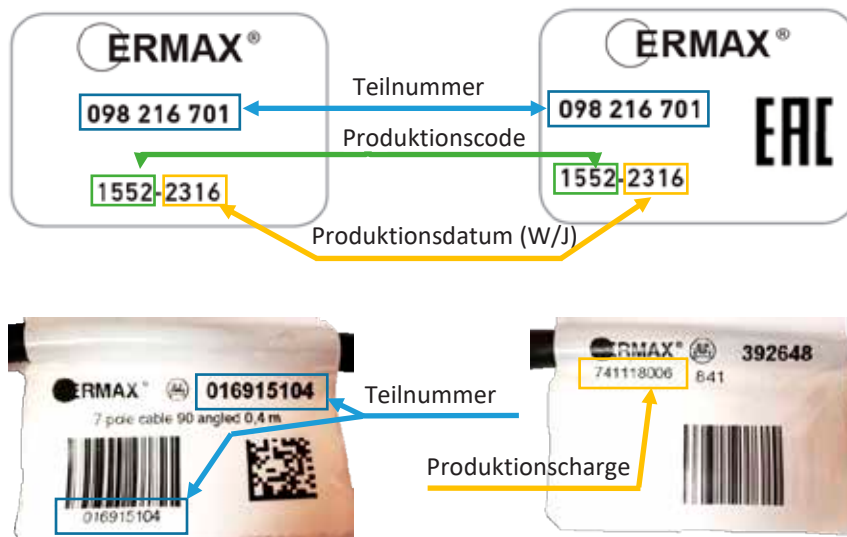 ERMAX®
ERMAX®
Teilnummer
098 216 701
098 216 701
EAC
Produktionscode
1552-2316
1552-2316
Produktionsdatum (W/J)
ERMAX®
016915104
7 pole cable 90 angled 0,4 m
016915104
Teilnummer
ERMAX®
392648
741118006
841
Produktionscharge